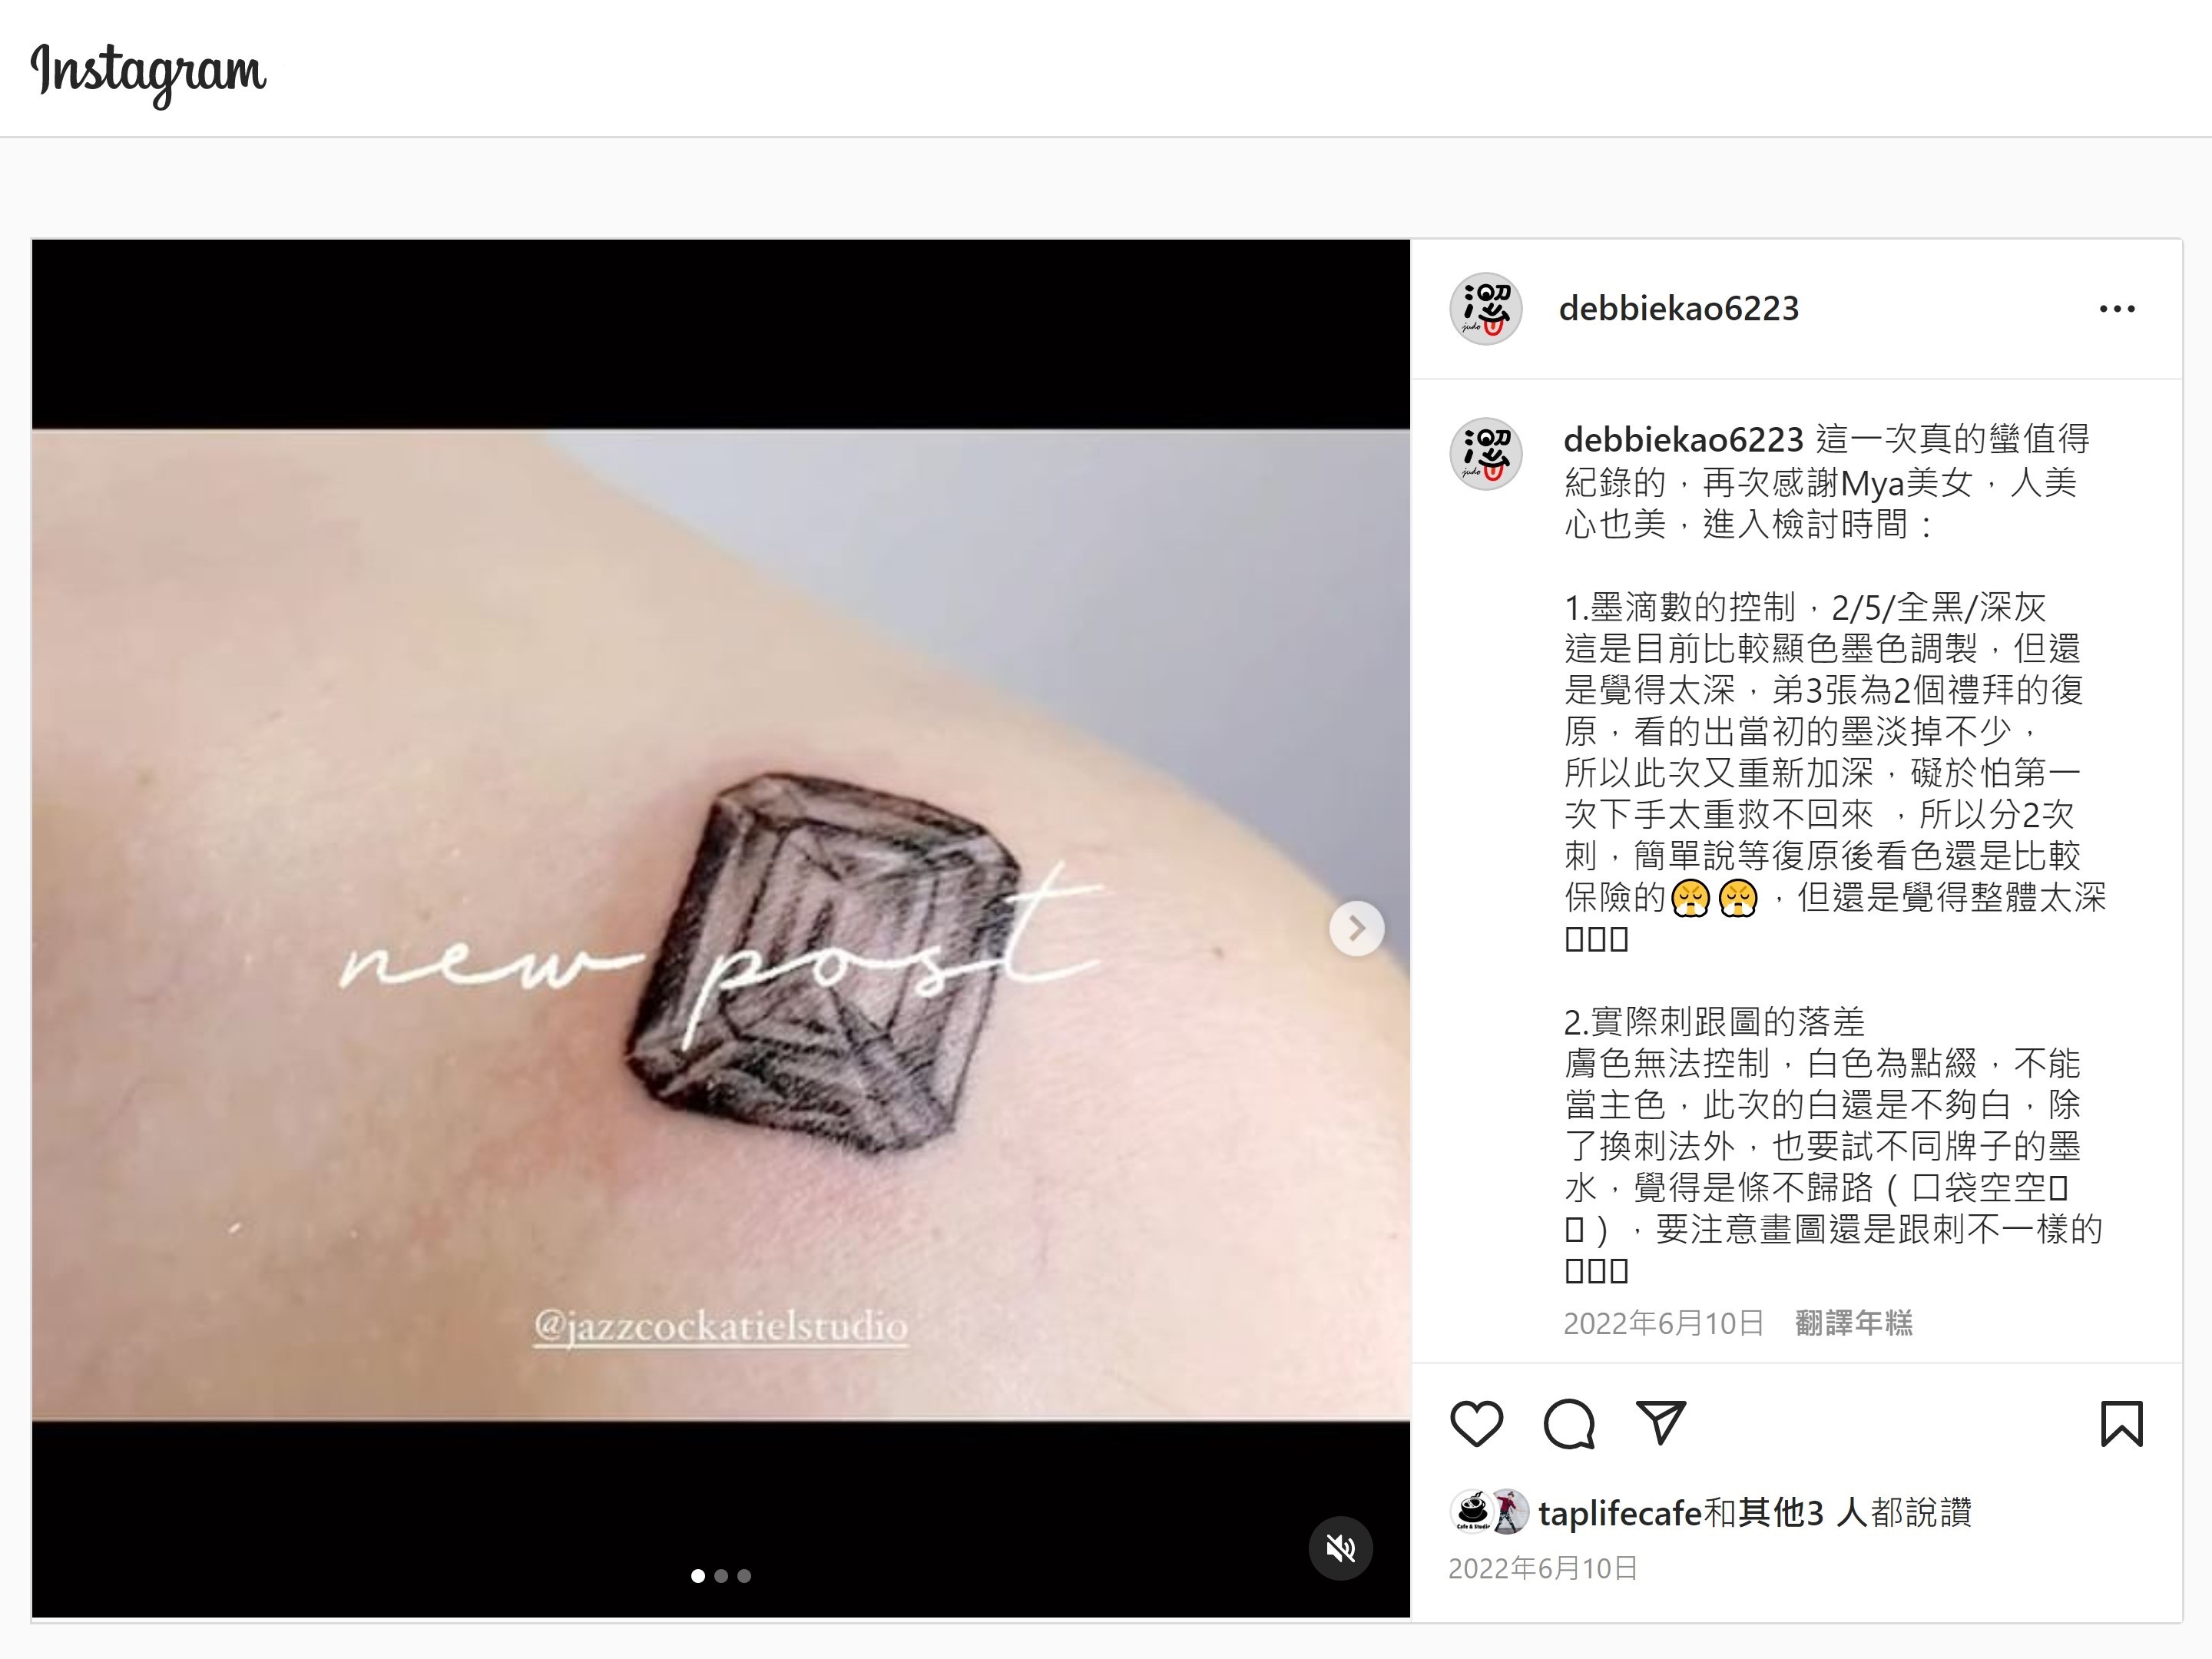 Instagram
new post
@jazzcockatielstudio
debbiekao6223
debbiekao6223 這一次真的蠻值得
紀錄的，再次感謝Mya美女，人美
心也美，進入檢討時間：
1.墨滴數的控制，2/5/全黑/深灰
這是目前比較顯色墨色調製，但還
是覺得太深，弟3張為2個禮拜的復
原，看的出當初的墨淡掉不少，
所以此次又重新加深，礙於怕第一
次下手太重救不回來 ，所以分2次
刺，簡單說等復原後看色還是比較
保險的😤😤，但還是覺得整體太深
2.實際刺跟圖的落差
膚色無法控制，白色為點綴，不能
當主色，此次的白還是不夠白，除
了換刺法外，也要試不同牌子的墨
水，覺得是條不歸路（口袋空空
），要注意畫圖還是跟刺不一樣的
2022年6月10日 翻譯年糕
taplifecafe和其他3 人都說讚
2022年6月10日